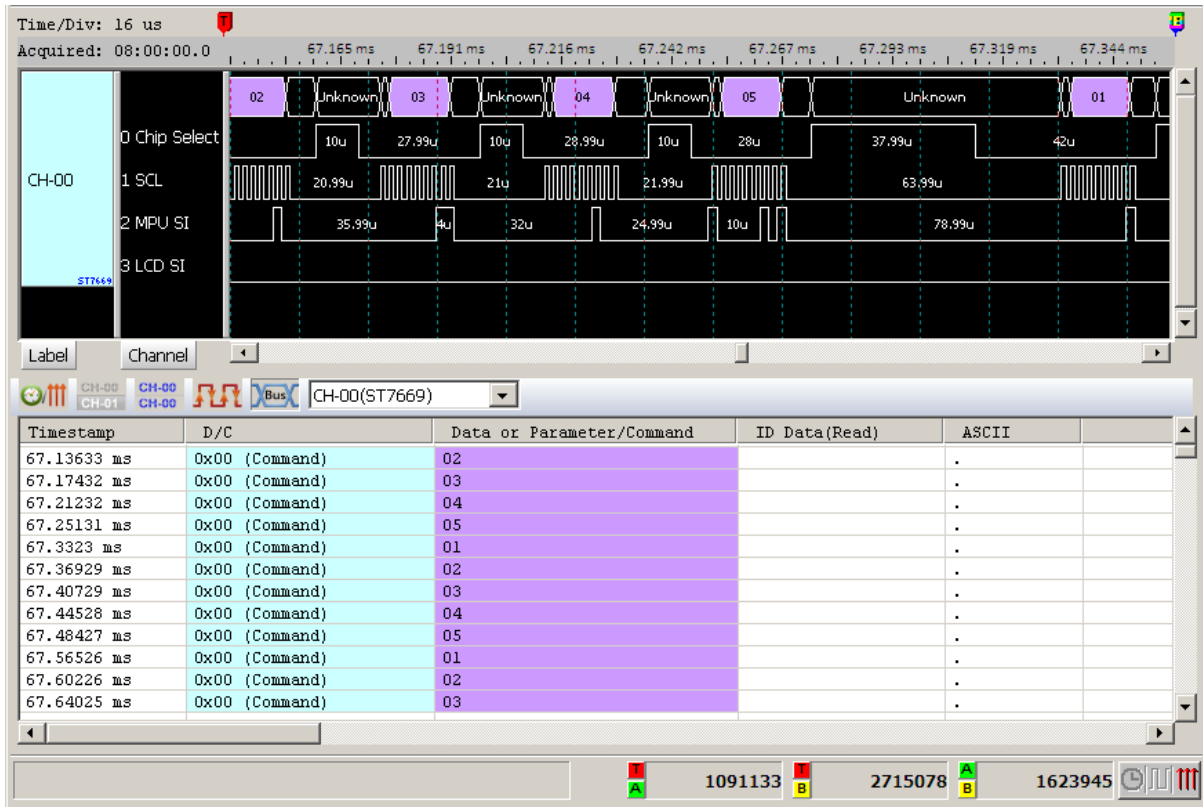 Time/Div: 16 us
T
B
Acquired: 08:00:00.0
67.165 ms 67.191 ms 67.216 ms 67.242 ms 67.267 ms 67.293 ms 67.319 ms 67.344 ms
02 Unknown 03 Unknown 04 Unknown 05 Unknown 01
0 Chip Select 10u 27.99u 10u 28.99u 10u 28u 37.99u 42u
CH-00
1 SCL 20.99u 21u 21.99u 63.99u
2 MPU SI 35.99u 4u 32u 24.99u 10u 78.99u
3 LCD SI
ST7669
Label Channel
CH-00 CH-01 CH-00 CH-00 Bus CH-00(ST7669)
Timestamp D/C Data or Parameter/Command ID Data(Read) ASCII
67.13633 ms 0x00 (Command) 02 .
67.17432 ms 0x00 (Command) 03 .
67.21232 ms 0x00 (Command) 04 .
67.25131 ms 0x00 (Command) 05 .
67.3323 ms 0x00 (Command) 01 .
67.36929 ms 0x00 (Command) 02 .
67.40729 ms 0x00 (Command) 03 .
67.44528 ms 0x00 (Command) 04 .
67.48427 ms 0x00 (Command) 05 .
67.56526 ms 0x00 (Command) 01 .
67.60226 ms 0x00 (Command) 02 .
67.64025 ms 0x00 (Command) 03 .
T A 1091133 T B 2715078 A B 1623945